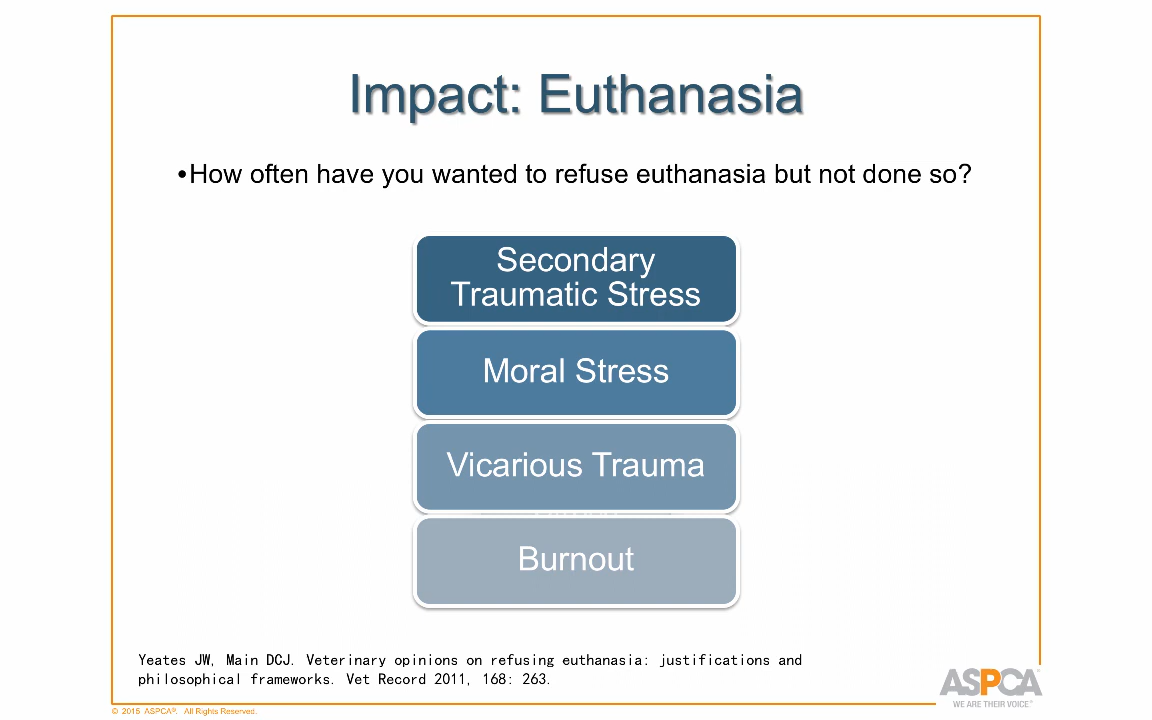 Impact: Euthanasia
•How often have you wanted to refuse euthanasia but not done so?
Secondary
Traumatic Stress
Moral Stress
Vicarious Trauma
Burnout
Yeates JW, Main DCJ. Veterinary opinions on refusing euthanasia: justifications and
philosophical frameworks. Vet Record 2011, 168: 263.
ASPCA®
WE ARE THEIR VOICE.®
© 2015 ASPCA®. All Rights Reserved.